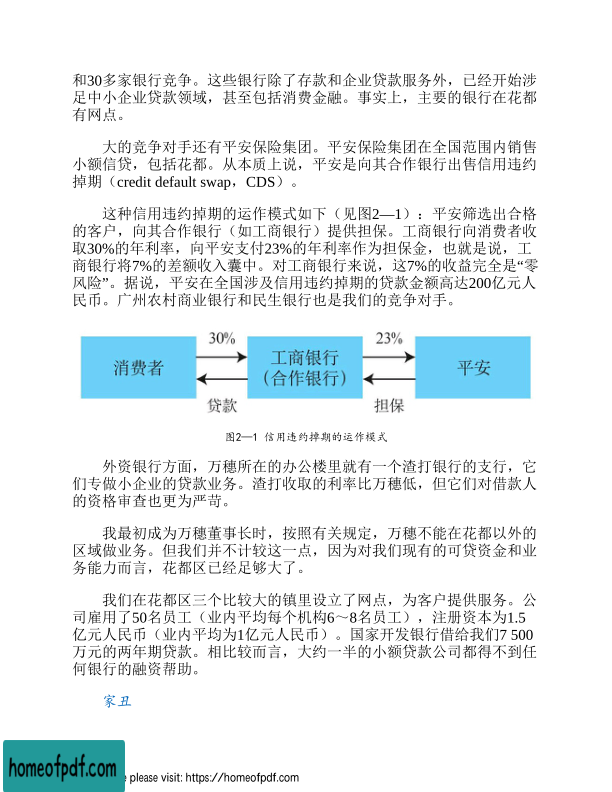 和30多家银行竞争。这些银行除了存款和企业贷款服务外，已经开始涉
足中小企业贷款领域，甚至包括消费金融。事实上，主要的银行在花都
有网点。
大的竞争对手还有平安保险集团。平安保险集团在全国范围内销售
小额信贷，包括花都。从本质上说，平安是向其合作银行出售信用违约
掉期（credit default swap，CDS）。
这种信用违约掉期的运作模式如下（见图2—1）：平安筛选出合格
的客户，向其合作银行（如工商银行）提供担保。工商银行向消费者收
取30%的年利率，向平安支付23%的年利率作为担保金，也就是说，工
商银行将7%的差额收入囊中。对工商银行来说，这7%的收益完全是“零
风险”。据说，平安在全国涉及信用违约掉期的贷款金额高达200亿元人
民币。广州农村商业银行和民生银行也是我们的竞争对手。
30%
23%
消费者
工商银行
（合作银行）
平安
贷款
担保
图2—1 信用违约掉期的运作模式
外资银行方面，万穗所在的办公楼里就有一个渣打银行的支行，它
们专做小企业的贷款业务。渣打收取的利率比万穗低，但它们对借款人
的资格审查也更为严苛。
我最初成为万穗董事长时，按照有关规定，万穗不能在花都以外的
区域做业务。但我们并不计较这一点，因为对我们现有的可贷资金和业
务能力而言，花都区已经足够大了。
我们在花都区三个比较大的镇里设立了网点，为客户提供服务。公
司雇用了50名员工（业内平均每个机构6～8名员工），注册资本为1.5
亿元人民币（业内平均为1亿元人民币）。国家开发银行借给我们7 500
万元的两年期贷款。相比较而言，大约一半的小额贷款公司都得不到任
何银行的融资帮助。
家丑
homeofpdf.com
e please visit: https://homeofpdf.com